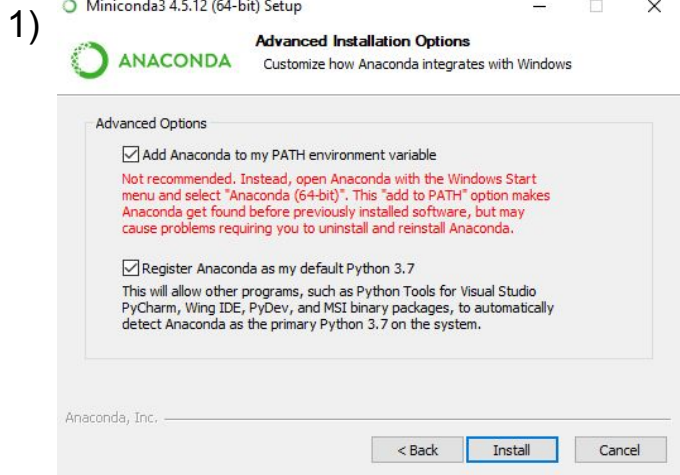 Miniconda3 4.5.12 (64-bit) Setup
1)
Advanced Installation Options
ANACONDA
Customize how Anaconda integrates with Windows
Advanced Options
Add Anaconda to my PATH environment variable
Not recommended. Instead, open Anaconda with the Windows Start
menu and select "Anaconda (64-bit)". This "add to PATH" option makes
Anaconda get found before previously installed software, but may
cause problems requiring you to uninstall and reinstall Anaconda.
Register Anaconda as my default Python 3.7
This will allow other programs, such as Python Tools for Visual Studio
PyCharm, Wing IDE, PyDev, and MSI binary packages, to automatically
detect Anaconda as the primary Python 3.7 on the system.
Anaconda, Inc.
< Back Install Cancel